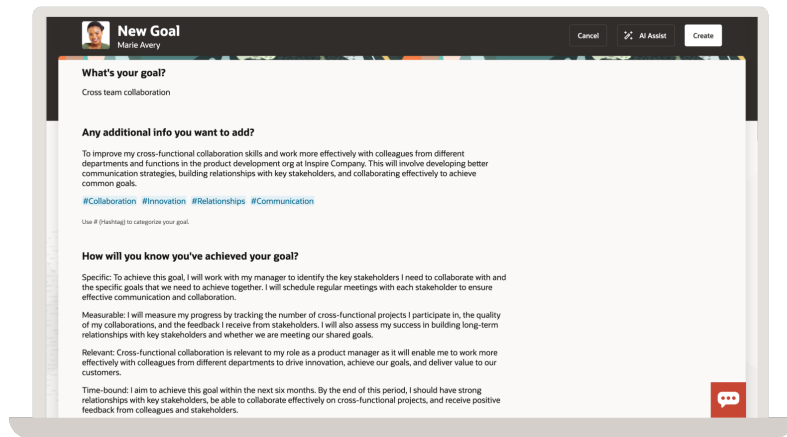 New Goal
Marie Avery
Cancel
AI Assist
Create
What's your goal?
Cross team collaboration
Any additional info you want to add?
To improve my cross-functional collaboration skills and work more effectively with colleagues from different
departments and functions in the product development org at Inspire Company. This will involve developing better
communication strategies, building relationships with key stakeholders, and collaborating effectively to achieve
common goals.
#Collaboration #Innovation #Relationships #Communication
Use # (Hashtag) to categorize your goal.
How will you know you've achieved your goal?
Specific: To achieve this goal, I will work with my manager to identify the key stakeholders I need to collaborate with and
the specific goals that we need to achieve together. I will schedule regular meetings with each stakeholder to ensure
effective communication and collaboration.
Measurable: I will measure my progress by tracking the number of cross-functional projects I participate in, the quality
of my collaborations, and the feedback I receive from stakeholders. I will also assess my success in building long-term
relationships with key stakeholders and whether we are meeting our shared goals.
Relevant: Cross-functional collaboration is relevant to my role as a product manager as it will enable me to work more
effectively with colleagues from different departments to drive innovation, achieve our goals, and deliver value to our
customers.
Time-bound: I aim to achieve this goal within the next six months. By the end of this period, I should have strong
relationships with key stakeholders, be able to collaborate effectively on cross-functional projects, and receive positive
feedback from colleagues and stakeholders.